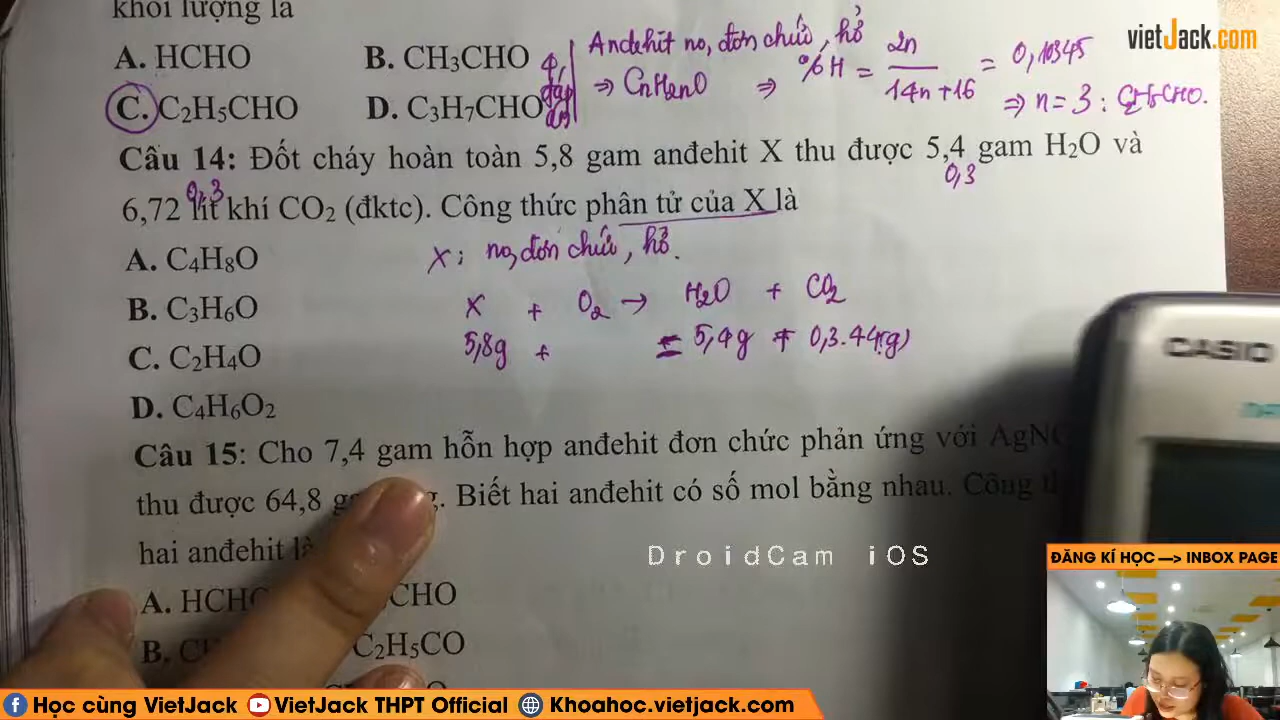 khối lượng là
vietJack.com
A. HCHO B. CH3CHO
C. C2H5CHO D. C3H7CHO
4 đáp án
Anđehit no, đơn chức, hở
=> CnH2nO => %H = 2n / 14n+16 = 0,10345
=> n = 3 : C2H5CHO.
Câu 14: Đốt cháy hoàn toàn 5,8 gam anđehit X thu được 5,4 gam H2O và
0,3 0,3
6,72 lít khí CO2 (đktc). Công thức phân tử của X là
A. C4H8O
X: no, đơn chức, hở.
B. C3H6O
X + O2 → H2O + CO2
C. C2H4O
5,8g + = 5,4g + 0,3.44(g)
D. C4H6O2
Câu 15: Cho 7,4 gam hỗn hợp anđehit đơn chức phản ứng với
thu được 64,8 Biết hai anđehit có số mol bằng nhau. Công
hai anđehit
DroidCam iOS
A.
B. C2H5CO
CASIO
ĐĂNG KÍ HỌC —> INBOX PAGE
Học cùng VietJack VietJack THPT Official Khoahoc.vietjack.com